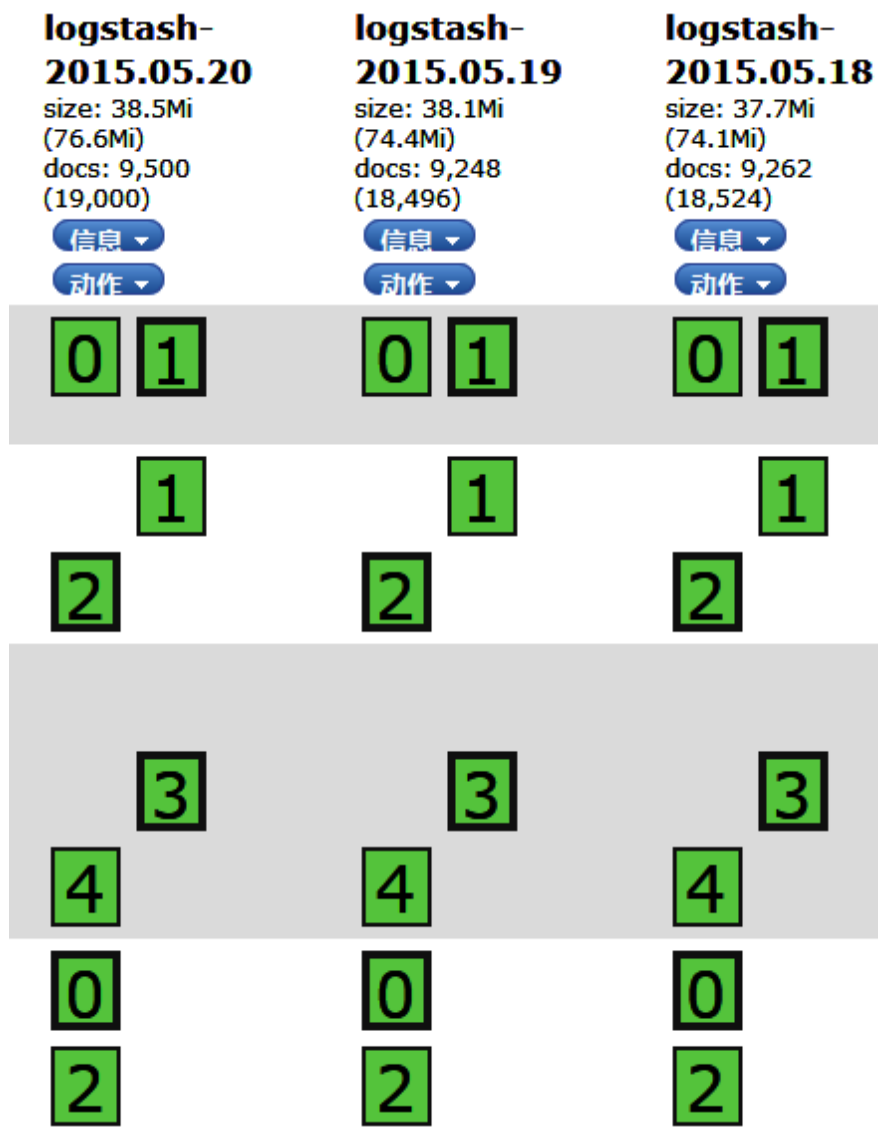 logstash-
2015.05.20
size: 38.5Mi
(76.6Mi)
docs: 9,500
(19,000)
信息
动作
logstash-
2015.05.19
size: 38.1Mi
(74.4Mi)
docs: 9,248
(18,496)
信息
动作
logstash-
2015.05.18
size: 37.7Mi
(74.1Mi)
docs: 9,262
(18,524)
信息
动作
0 1 0 1 0 1
1 1 1
2 2 2
3 3 3
4 4 4
0 0 0
2 2 2